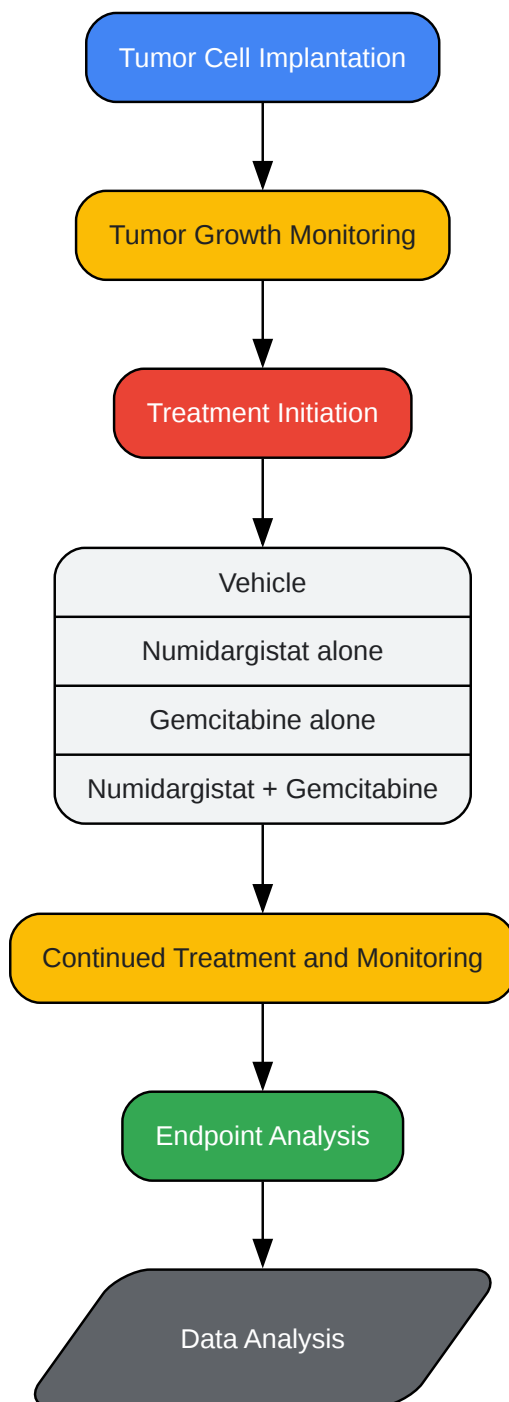 Tumor Cell Implantation
Tumor Growth Monitoring
Treatment Initiation
Vehicle
Numidargistat alone
Gemcitabine alone
Numidargistat + Gemcitabine
Continued Treatment and Monitoring
Endpoint Analysis
Data Analysis